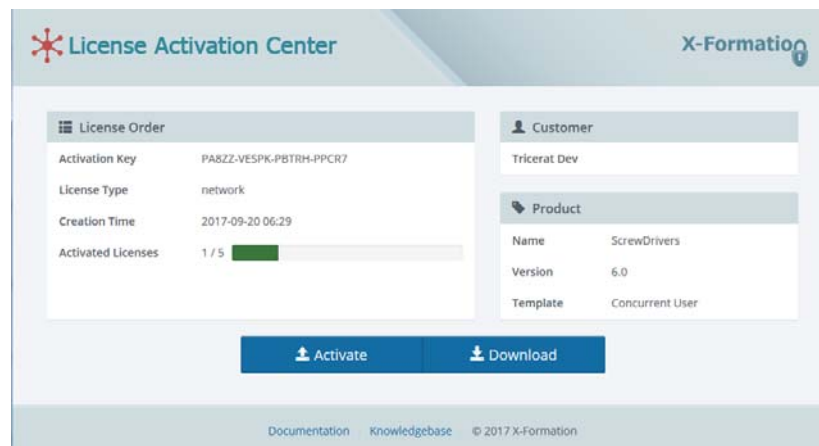 License Activation Center
X-Formation
License Order
Activation Key PA8ZZ-VESPK-PBTRH-PPCR7
License Type network
Creation Time 2017-09-20 06:29
Activated Licenses 1 / 5
Customer
Tricerat Dev
Product
Name ScrewDrivers
Version 6.0
Template Concurrent User
Activate
Download
Documentation Knowledgebase © 2017 X-Formation